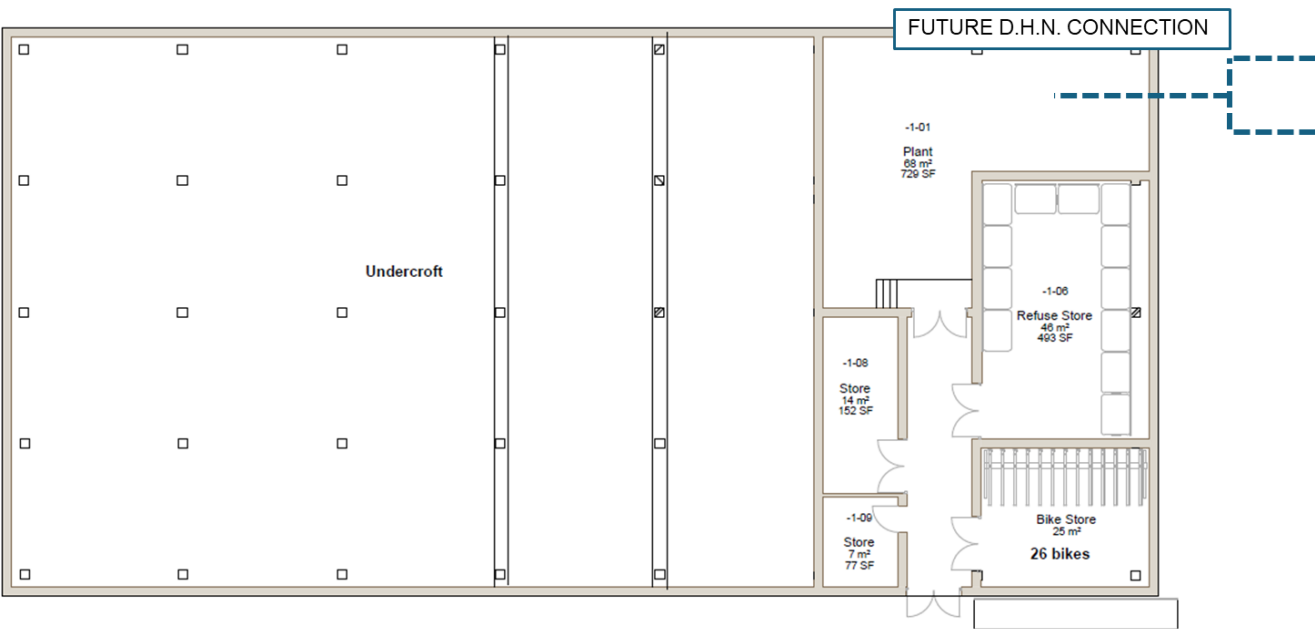 FUTURE D.H.N. CONNECTION
-1-01
Plant
68 m²
729 SF
Undercroft
-1-06
Refuse Store
46 m²
493 SF
-1-08
Store
14 m²
152 SF
-1-09
Store
7 m²
77 SF
Bike Store
25 m²
26 bikes